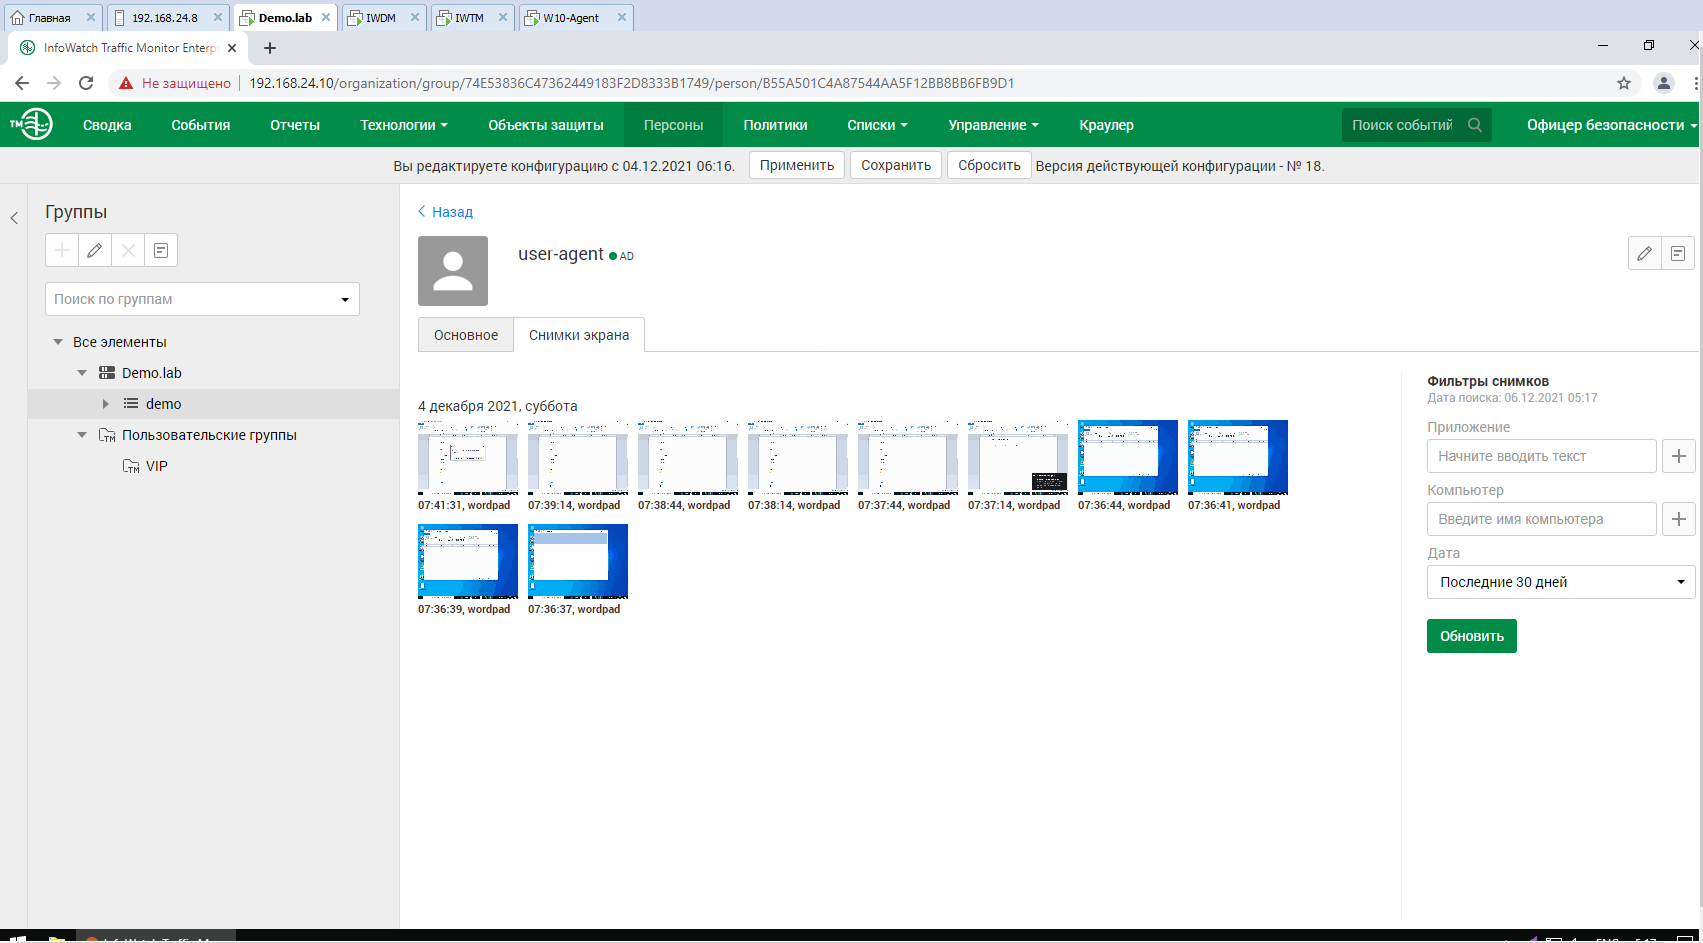 Главная
192.168.24.8
Demo.lab
IWDM
IWTM
W10-Agent
InfoWatch Traffic Monitor Enterp
Не защищено
192.168.24.10/organization/group/74E53836C47362449183F2D8333B1749/person/B55A501C4A87544AA5F12BB8BB6FB9D1
TM
Сводка
События
Отчеты
Технологии
Объекты защиты
Персоны
Политики
Списки
Управление
Краулер
Поиск событий
Офицер безопасности
Вы редактируете конфигурацию с 04.12.2021 06:16.
Применить
Сохранить
Сбросить
Версия действующей конфигурации - № 18.
Группы
Поиск по группам
Все элементы
Demo.lab
demo
TM Пользовательские группы
TM VIP
Назад
user-agent
AD
Основное
Снимки экрана
4 декабря 2021, суббота
07:41:31, wordpad
07:39:14, wordpad
07:38:44, wordpad
07:38:14, wordpad
07:37:44, wordpad
07:37:14, wordpad
07:36:44, wordpad
07:36:41, wordpad
07:36:39, wordpad
07:36:37, wordpad
Фильтры снимков
Дата поиска: 06.12.2021 05:17
Приложение
Начните вводить текст
Компьютер
Введите имя компьютера
Дата
Последние 30 дней
Обновить